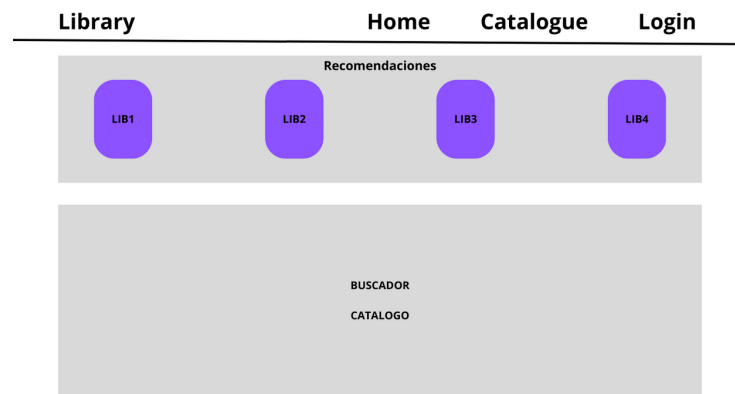 Library Home Catalogue Login
Recomendaciones
LIB1 LIB2 LIB3 LIB4
BUSCADOR
CATALOGO